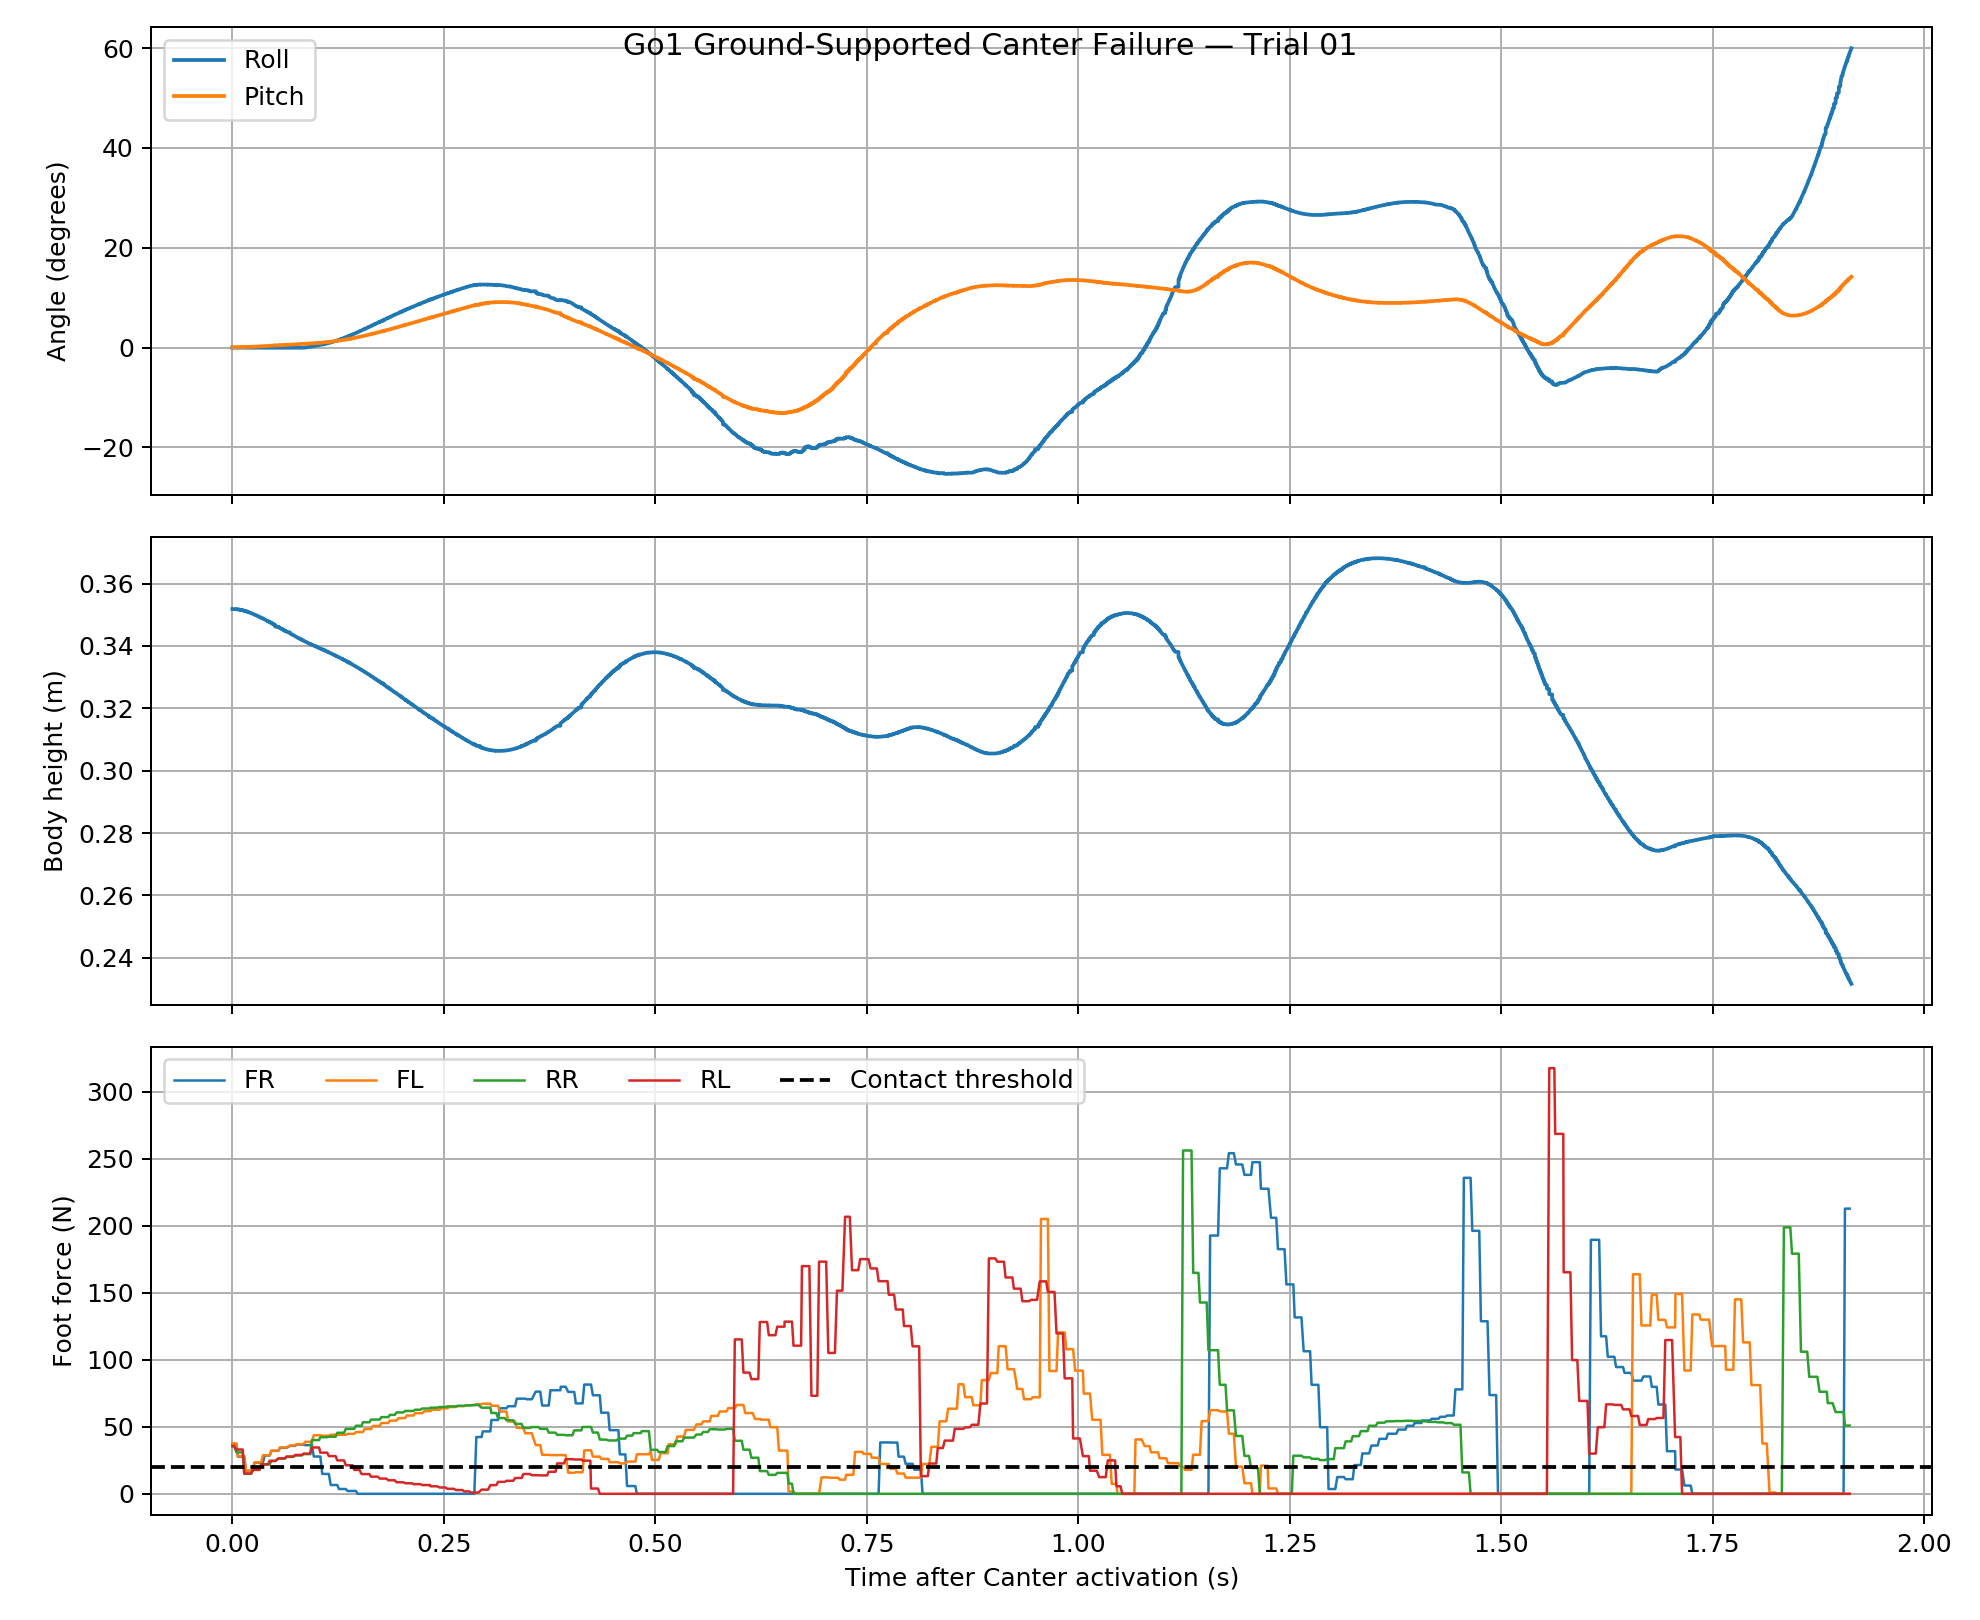 Go1 Ground-Supported Canter Failure — Trial 01
Roll
Pitch
60
40
20
0
−20
Angle (degrees)
0.36
0.34
0.32
0.30
0.28
0.26
0.24
Body height (m)
FR FL RR RL Contact threshold
300
250
200
150
100
50
0
Foot force (N)
0.00 0.25 0.50 0.75 1.00 1.25 1.50 1.75 2.00
Time after Canter activation (s)